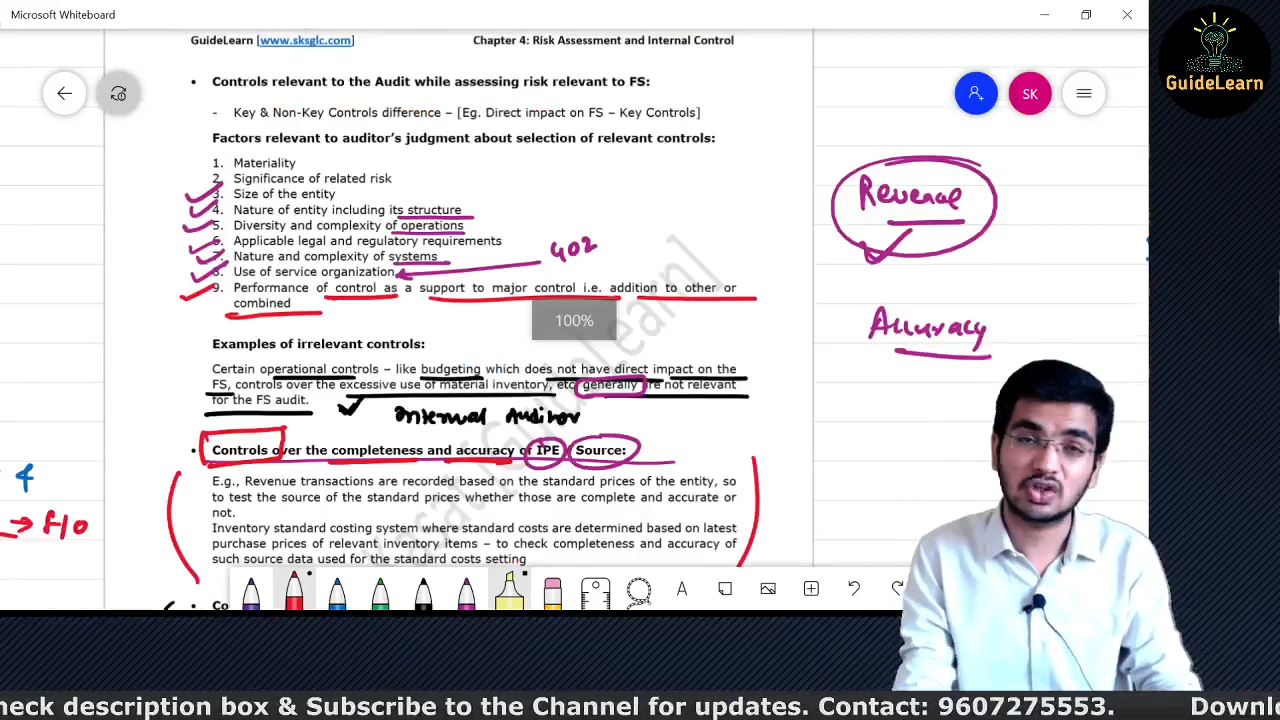 Microsoft Whiteboard
GuideLearn [www.sksglc.com]
Chapter 4: Risk Assessment and Internal Control
GuideLearn
SK
• Controls relevant to the Audit while assessing risk relevant to FS:
- Key & Non-Key Controls difference – [Eg. Direct impact on FS – Key Controls]
Factors relevant to auditor's judgment about selection of relevant controls:
1. Materiality
2. Significance of related risk
3. Size of the entity
4. Nature of entity including its structure
5. Diversity and complexity of operations
6. Applicable legal and regulatory requirements
7. Nature and complexity of systems
8. Use of service organization
9. Performance of control as a support to major control i.e. addition to other or
combined
402
Revenue
Accuracy
100%
Examples of irrelevant controls:
Certain operational controls – like budgeting which does not have direct impact on the
FS, controls over the excessive use of material inventory, etc generally are not relevant
for the FS audit.
Internal Auditor
• Controls over the completeness and accuracy of IPE Source:
E.g., Revenue transactions are recorded based on the standard prices of the entity, so
to test the source of the standard prices whether those are complete and accurate or
not.
Inventory standard costing system where standard costs are determined based on latest
purchase prices of relevant inventory items – to check completeness and accuracy of
such source data used for the standard costs setting
4
• Co
A
heck description box & Subscribe to the Channel for updates. Contact: 9607275553. Downlo